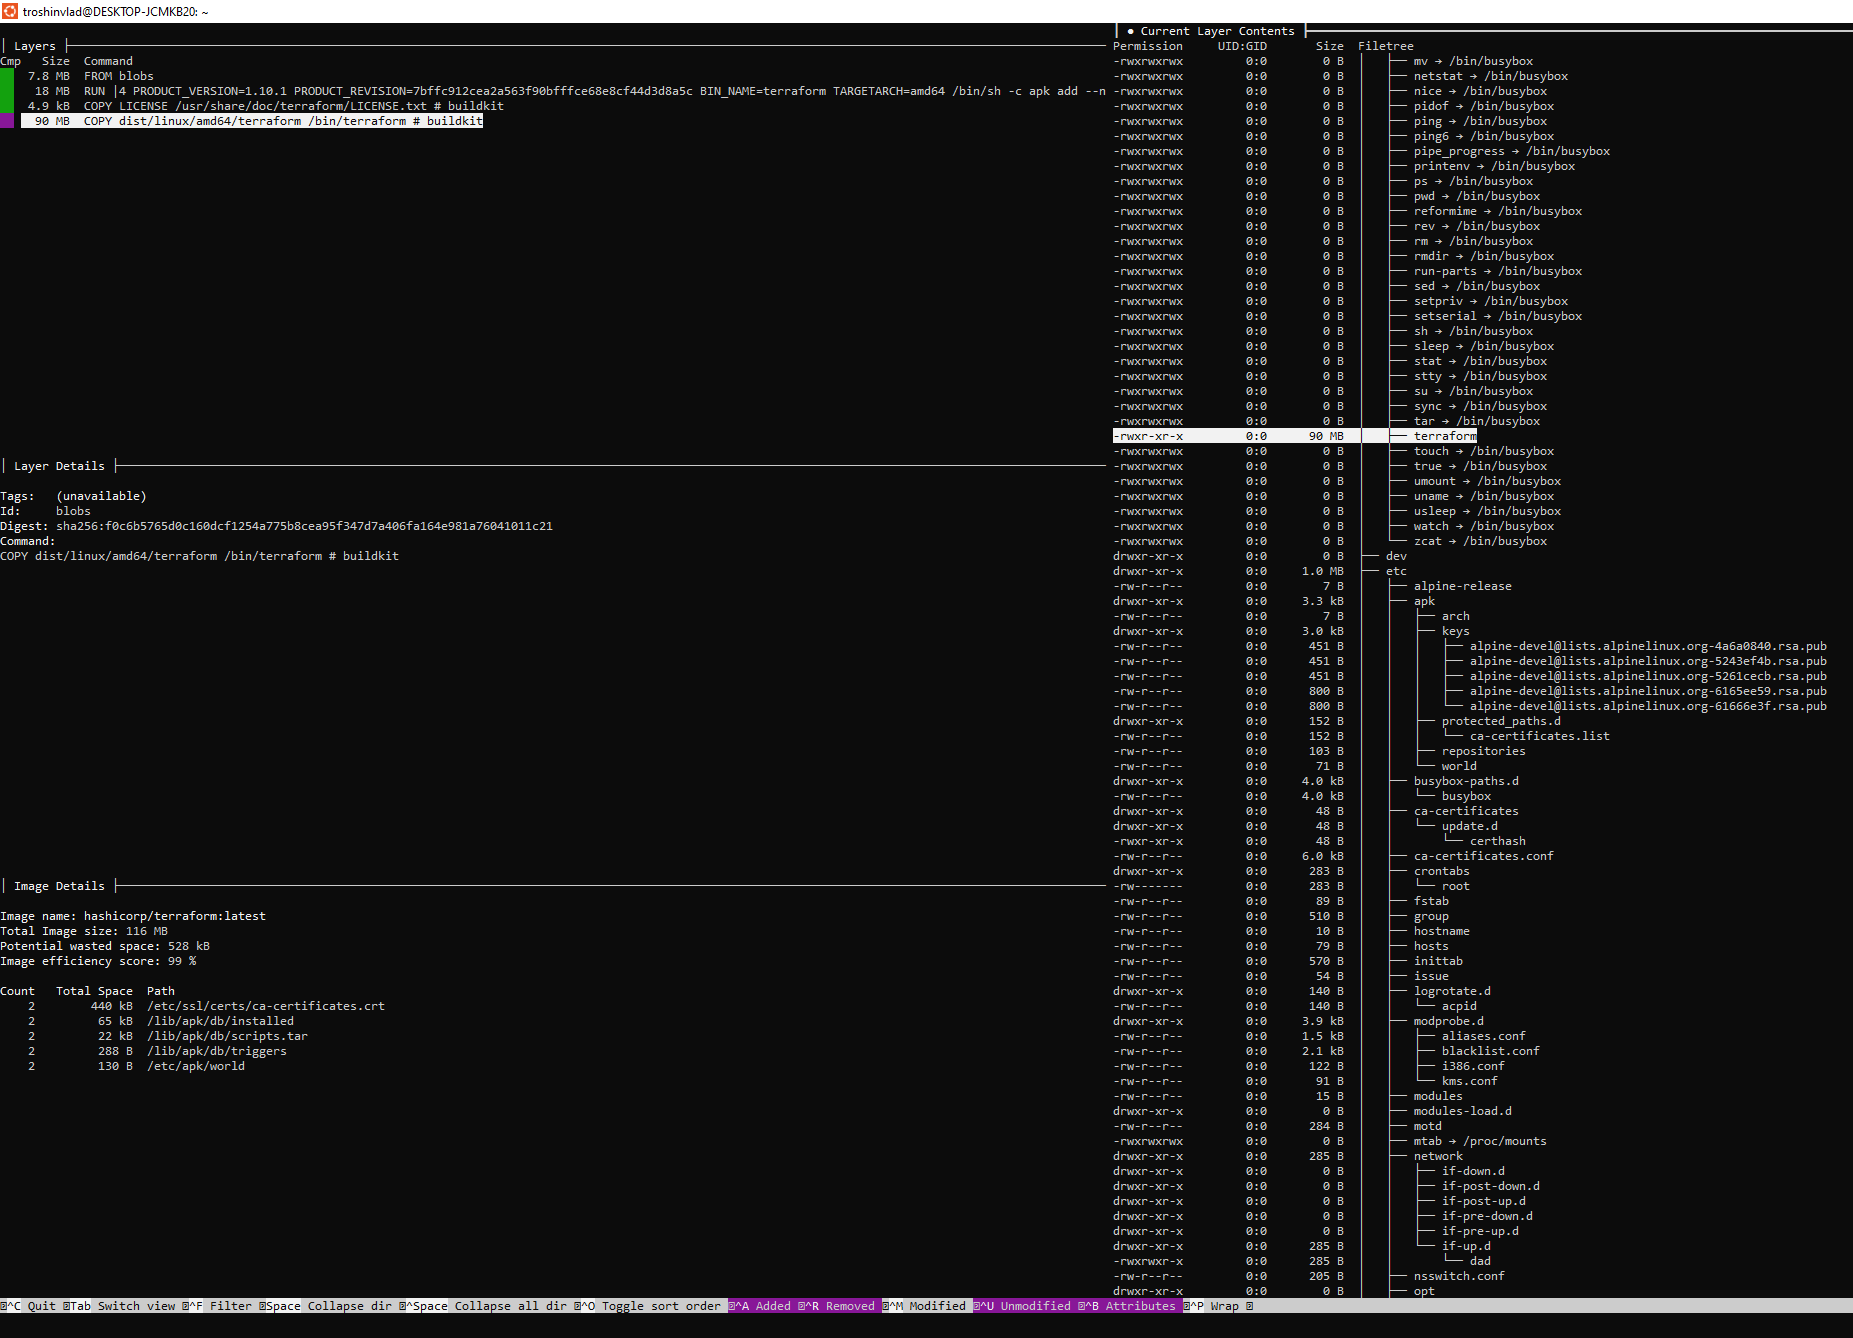 troshinvlad@DESKTOP-JCMKB20: ~
Layers
Cmp Size Command
7.8 MB FROM blobs
18 MB RUN |4 PRODUCT_VERSION=1.10.1 PRODUCT_REVISION=7bffc912cea2a563f90bfffce68e8cf44d3d8a5c BIN_NAME=terraform TARGETARCH=amd64 /bin/sh -c apk add --n
4.9 kB COPY LICENSE /usr/share/doc/terraform/LICENSE.txt # buildkit
90 MB COPY dist/linux/amd64/terraform /bin/terraform # buildkit
Layer Details
Tags: (unavailable)
Id: blobs
Digest: sha256:f0c6b5765d0c160dcf1254a775b8cea95f347d7a406fa164e981a76041011c21
Command:
COPY dist/linux/amd64/terraform /bin/terraform # buildkit
Image Details
Image name: hashicorp/terraform:latest
Total Image size: 116 MB
Potential wasted space: 528 kB
Image efficiency score: 99 %
Count Total Space Path
2 440 kB /etc/ssl/certs/ca-certificates.crt
2 65 kB /lib/apk/db/installed
2 22 kB /lib/apk/db/scripts.tar
2 288 B /lib/apk/db/triggers
2 130 B /etc/apk/world
● Current Layer Contents
Permission UID:GID Size Filetree
-rwxrwxrwx 0:0 0 B mv → /bin/busybox
-rwxrwxrwx 0:0 0 B netstat → /bin/busybox
-rwxrwxrwx 0:0 0 B nice → /bin/busybox
-rwxrwxrwx 0:0 0 B pidof → /bin/busybox
-rwxrwxrwx 0:0 0 B ping → /bin/busybox
-rwxrwxrwx 0:0 0 B ping6 → /bin/busybox
-rwxrwxrwx 0:0 0 B pipe_progress → /bin/busybox
-rwxrwxrwx 0:0 0 B printenv → /bin/busybox
-rwxrwxrwx 0:0 0 B ps → /bin/busybox
-rwxrwxrwx 0:0 0 B pwd → /bin/busybox
-rwxrwxrwx 0:0 0 B reformime → /bin/busybox
-rwxrwxrwx 0:0 0 B rev → /bin/busybox
-rwxrwxrwx 0:0 0 B rm → /bin/busybox
-rwxrwxrwx 0:0 0 B rmdir → /bin/busybox
-rwxrwxrwx 0:0 0 B run-parts → /bin/busybox
-rwxrwxrwx 0:0 0 B sed → /bin/busybox
-rwxrwxrwx 0:0 0 B setpriv → /bin/busybox
-rwxrwxrwx 0:0 0 B setserial → /bin/busybox
-rwxrwxrwx 0:0 0 B sh → /bin/busybox
-rwxrwxrwx 0:0 0 B sleep → /bin/busybox
-rwxrwxrwx 0:0 0 B stat → /bin/busybox
-rwxrwxrwx 0:0 0 B stty → /bin/busybox
-rwxrwxrwx 0:0 0 B su → /bin/busybox
-rwxrwxrwx 0:0 0 B sync → /bin/busybox
-rwxrwxrwx 0:0 0 B tar → /bin/busybox
-rwxr-xr-x 0:0 90 MB terraform
-rwxrwxrwx 0:0 0 B touch → /bin/busybox
-rwxrwxrwx 0:0 0 B true → /bin/busybox
-rwxrwxrwx 0:0 0 B umount → /bin/busybox
-rwxrwxrwx 0:0 0 B uname → /bin/busybox
-rwxrwxrwx 0:0 0 B usleep → /bin/busybox
-rwxrwxrwx 0:0 0 B watch → /bin/busybox
-rwxrwxrwx 0:0 0 B zcat → /bin/busybox
drwxr-xr-x 0:0 0 B dev
drwxr-xr-x 0:0 1.0 MB etc
-rw-r--r-- 0:0 7 B alpine-release
drwxr-xr-x 0:0 3.3 kB apk
-rw-r--r-- 0:0 7 B arch
drwxr-xr-x 0:0 3.0 kB keys
-rw-r--r-- 0:0 451 B alpine-devel@lists.alpinelinux.org-4a6a0840.rsa.pub
-rw-r--r-- 0:0 451 B alpine-devel@lists.alpinelinux.org-5243ef4b.rsa.pub
-rw-r--r-- 0:0 451 B alpine-devel@lists.alpinelinux.org-5261cecb.rsa.pub
-rw-r--r-- 0:0 800 B alpine-devel@lists.alpinelinux.org-6165ee59.rsa.pub
-rw-r--r-- 0:0 800 B alpine-devel@lists.alpinelinux.org-61666e3f.rsa.pub
drwxr-xr-x 0:0 152 B protected_paths.d
-rw-r--r-- 0:0 152 B ca-certificates.list
-rw-r--r-- 0:0 103 B repositories
-rw-r--r-- 0:0 71 B world
drwxr-xr-x 0:0 4.0 kB busybox-paths.d
-rw-r--r-- 0:0 4.0 kB busybox
drwxr-xr-x 0:0 48 B ca-certificates
drwxr-xr-x 0:0 48 B update.d
-rwxr-xr-x 0:0 48 B certhash
-rw-r--r-- 0:0 6.0 kB ca-certificates.conf
drwxr-xr-x 0:0 283 B crontabs
-rw------- 0:0 283 B root
-rw-r--r-- 0:0 89 B fstab
-rw-r--r-- 0:0 510 B group
-rw-r--r-- 0:0 10 B hostname
-rw-r--r-- 0:0 79 B hosts
-rw-r--r-- 0:0 570 B inittab
-rw-r--r-- 0:0 54 B issue
drwxr-xr-x 0:0 140 B logrotate.d
-rw-r--r-- 0:0 140 B acpid
drwxr-xr-x 0:0 3.9 kB modprobe.d
-rw-r--r-- 0:0 1.5 kB aliases.conf
-rw-r--r-- 0:0 2.1 kB blacklist.conf
-rw-r--r-- 0:0 122 B i386.conf
-rw-r--r-- 0:0 91 B kms.conf
-rw-r--r-- 0:0 15 B modules
drwxr-xr-x 0:0 0 B modules-load.d
-rw-r--r-- 0:0 284 B motd
-rwxrwxrwx 0:0 0 B mtab → /proc/mounts
drwxr-xr-x 0:0 285 B network
drwxr-xr-x 0:0 0 B if-down.d
drwxr-xr-x 0:0 0 B if-post-down.d
drwxr-xr-x 0:0 0 B if-post-up.d
drwxr-xr-x 0:0 0 B if-pre-down.d
drwxr-xr-x 0:0 0 B if-pre-up.d
drwxr-xr-x 0:0 285 B if-up.d
-rwxrwxr-x 0:0 285 B dad
-rw-r--r-- 0:0 205 B nsswitch.conf
drwxr-xr-x 0:0 0 B opt
^C Quit Tab Switch view ^F Filter Space Collapse dir ^Space Collapse all dir ^O Toggle sort order ^A Added ^R Removed ^M Modified ^U Unmodified ^B Attributes ^P Wrap